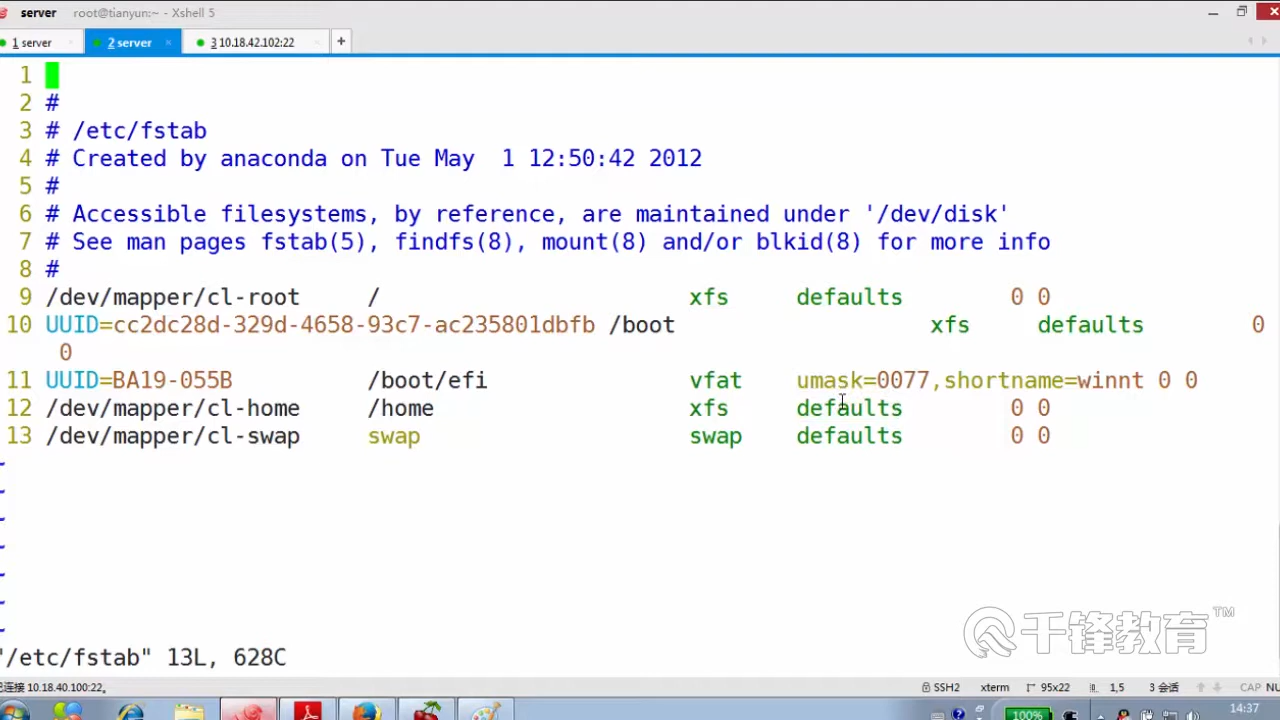 server root@tianyun:~ - Xshell 5
1 server
2 server
3 10.18.42.102:22
+
1
2 #
3 # /etc/fstab
4 # Created by anaconda on Tue May  1 12:50:42 2012
5 #
6 # Accessible filesystems, by reference, are maintained under '/dev/disk'
7 # See man pages fstab(5), findfs(8), mount(8) and/or blkid(8) for more info
8 #
9 /dev/mapper/cl-root / xfs defaults 0 0
10 UUID=cc2dc28d-329d-4658-93c7-ac235801dbfb /boot xfs defaults 0
0
11 UUID=BA19-055B /boot/efi vfat umask=0077,shortname=winnt 0 0
12 /dev/mapper/cl-home /home xfs defaults 0 0
13 /dev/mapper/cl-swap swap swap defaults 0 0
~
~
~
~
~
~
~
千锋教育™
"/etc/fstab" 13L, 628C
已连接 10.18.40.100:22。 SSH2 xterm 95x22 1,5 3 会话 CAP NU
100% 14:37